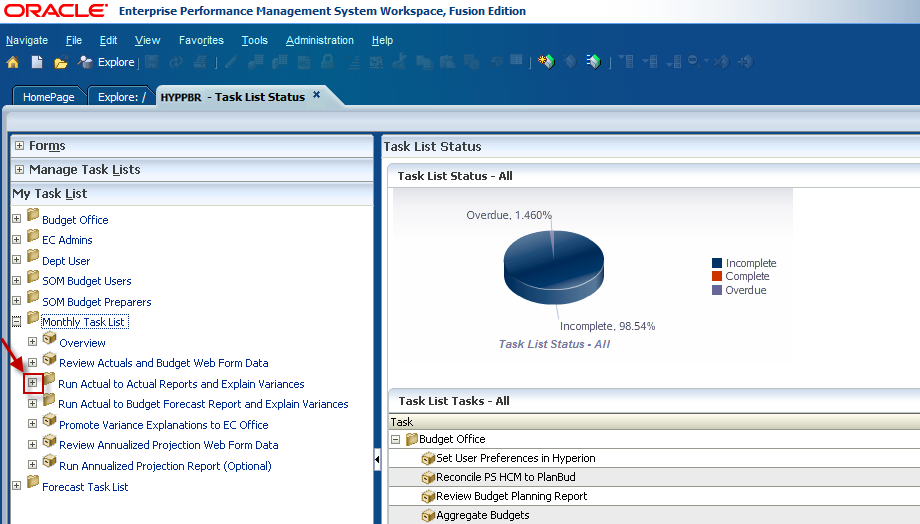 ORACLE® Enterprise Performance Management System Workspace, Fusion Edition
Navigate File Edit View Favorites Tools Administration Help
Explore
HomePage Explore: / HYPPBR - Task List Status
Forms
Manage Task Lists
My Task List
Budget Office
EC Admins
Dept User
SOM Budget Users
SOM Budget Preparers
Monthly Task List
Overview
Review Actuals and Budget Web Form Data
Run Actual to Actual Reports and Explain Variances
Run Actual to Budget Forecast Report and Explain Variances
Promote Variance Explanations to EC Office
Review Annualized Projection Web Form Data
Run Annualized Projection Report (Optional)
Forecast Task List
Task List Status
Task List Status - All
Overdue, 1.460%
Incomplete, 98.54%
Task List Status - All
Incomplete
Complete
Overdue
Task List Tasks - All
Task
Budget Office
Set User Preferences in Hyperion
Reconcile PS HCM to PlanBud
Review Budget Planning Report
Aggregate Budgets